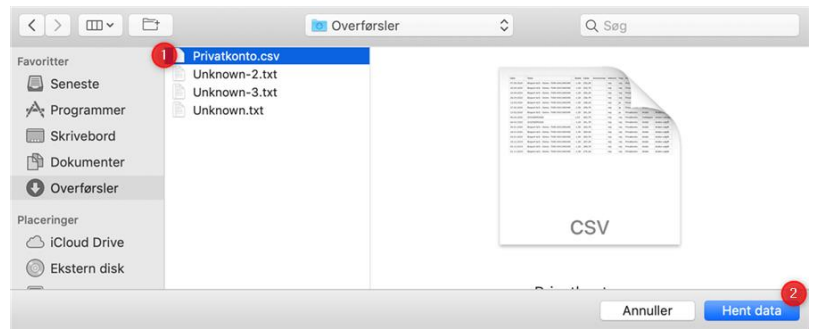 Overførsler
Søg
Favoritter
Seneste
Programmer
Skrivebord
Dokumenter
Overførsler
Placeringer
iCloud Drive
Ekstern disk
1
Privatkonto.csv
Unknown-2.txt
Unknown-3.txt
Unknown.txt
CSV
2
Annuller
Hent data